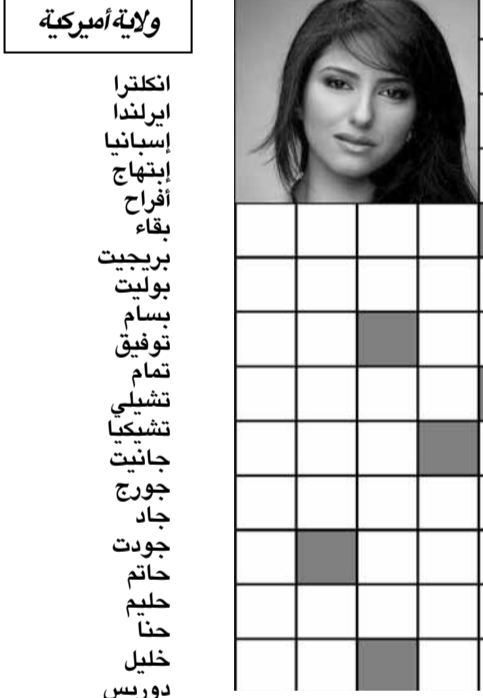 ولاية أميركية
انكلترا
ايرلندا
إسبانيا
إبتهاج
أفراح
بقاء
بريجيت
بوليت
بسام
توفيق
تمام
تشيلي
تشيكيا
جانيت
جورج
جاد
جودت
حاتم
حليم
حنا
خليل
دوريس